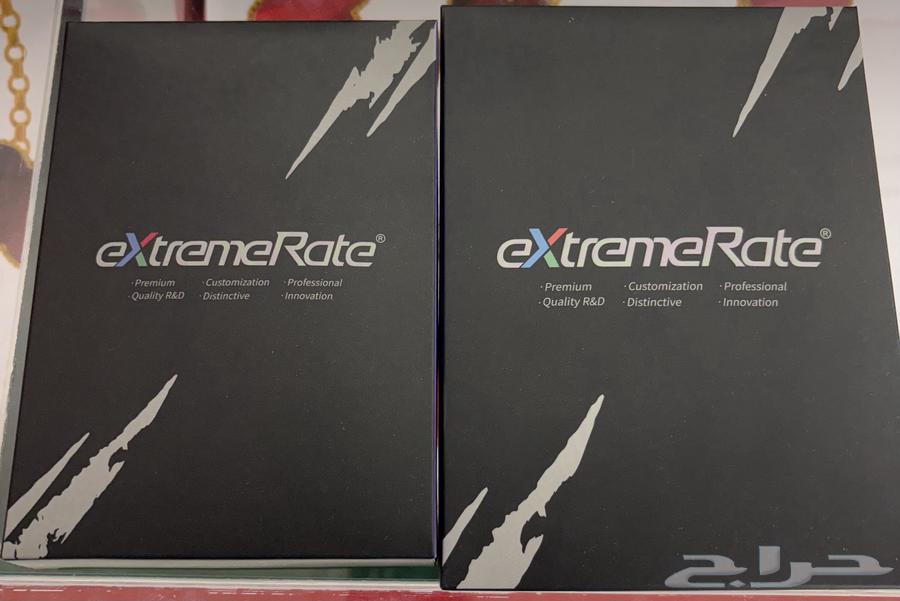 eXtremeRate®
· Premium · Customization · Professional
· Quality R&D · Distinctive · Innovation
eXtremeRate®
· Premium · Customization · Professional
· Quality R&D · Distinctive · Innovation
حراج